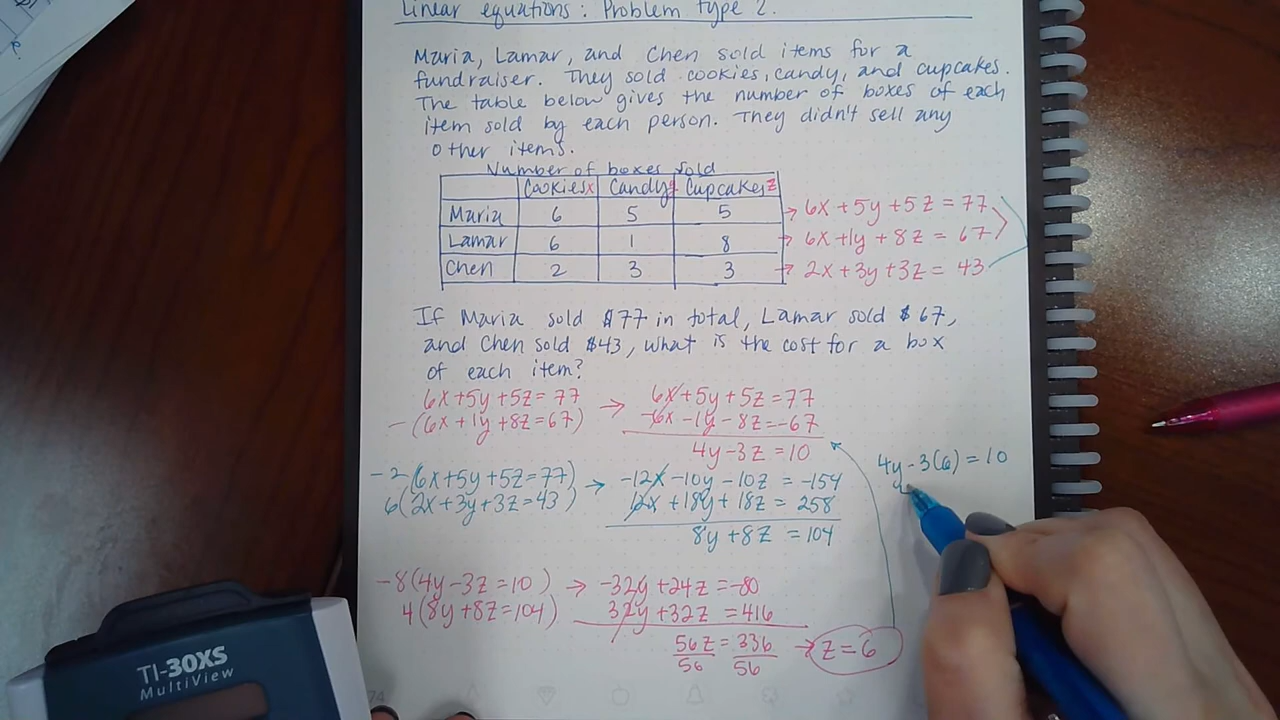 Linear equations: Problem type 2.
Maria, Lamar, and Chen sold items for a
fundraiser. They sold cookies, candy, and cupcakes.
The table below gives the number of boxes of each
item sold by each person. They didn't sell any
other items.
Number of boxes sold
Cookies x Candy y Cupcakes z
Maria 6 5 5 → 6x + 5y + 5z = 77
Lamar 6 1 8 → 6x + 1y + 8z = 67
Chen 2 3 3 → 2x + 3y + 3z = 43
If Maria sold $77 in total, Lamar sold $67,
and Chen sold $43, what is the cost for a box
of each item?
6x + 5y + 5z = 77 → 6x + 5y + 5z = 77
- (6x + 1y + 8z = 67) -6x - 1y - 8z = -67
4y - 3z = 10
4y - 3(6) = 10
-2(6x + 5y + 5z = 77) → -12x - 10y - 10z = -154
6(2x + 3y + 3z = 43) 12x + 18y + 18z = 258
8y + 8z = 104
-8(4y - 3z = 10) → -32y + 24z = -80
4(8y + 8z = 104) 32y + 32z = 416
56z = 336 → z = 6
56 56
TI-30XS
MultiView